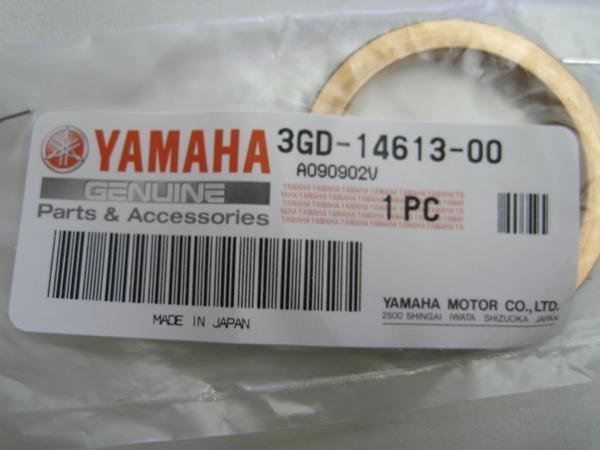 YAMAHA 3GD-14613-00
A090902V
GENUINE
Parts & Accessories
1 PC
YAMAHA MOTOR CO., LTD.
2500 SHINGAI IWATA SHIZUOKA JAPAN
MADE IN JAPAN